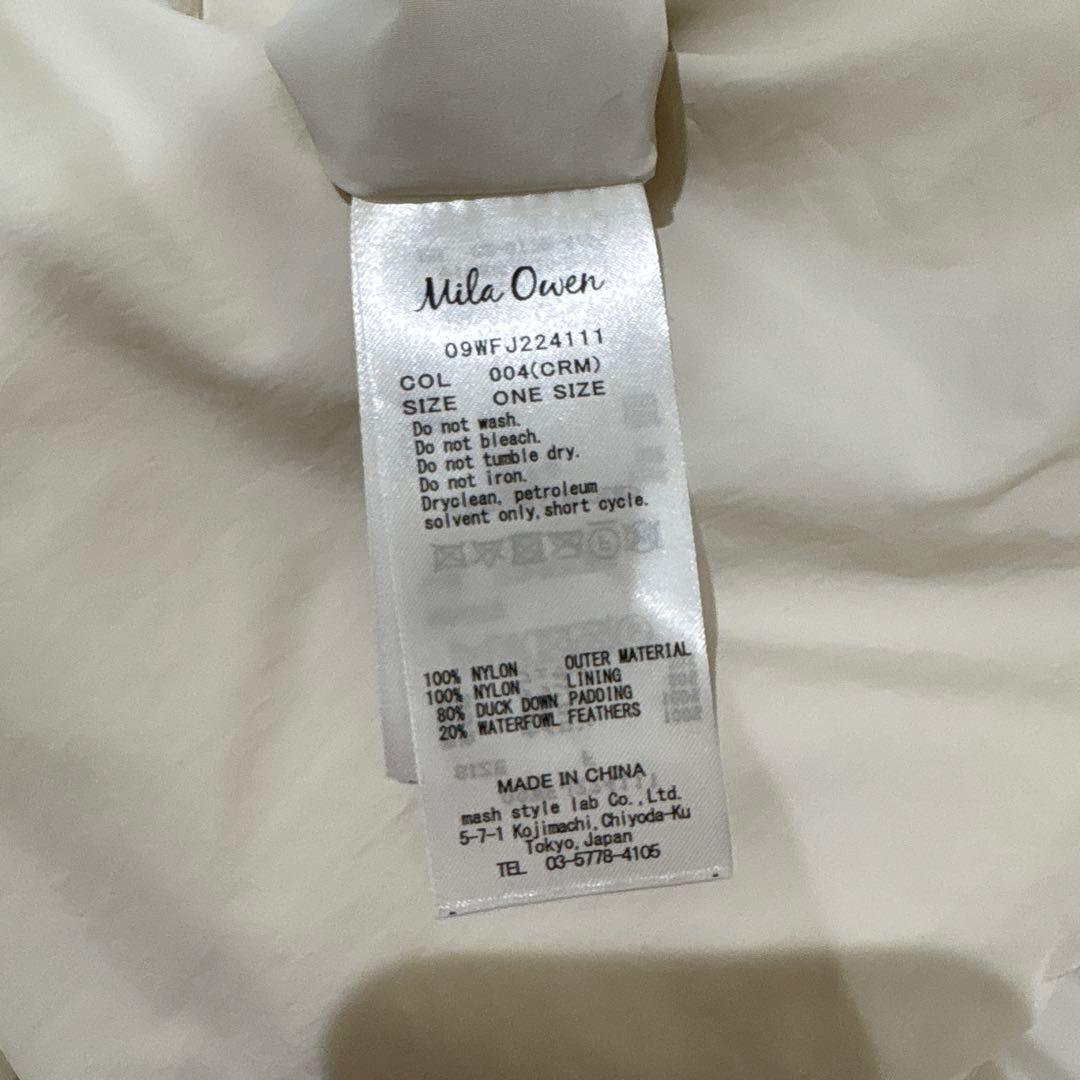 Mila Owen
09WFJ224111
COL 004(CRM)
SIZE ONE SIZE
Do not wash.
Do not bleach.
Do not tumble dry.
Do not iron.
Dryclean, petroleum
solvent only, short cycle.
100% NYLON OUTER MATERIAL
100% NYLON LINING
80% DUCK DOWN PADDING
20% WATERFOWL FEATHERS
MADE IN CHINA
mash style lab Co.,Ltd.
5-7-1 Kojimachi,Chiyoda-Ku
Tokyo,Japan
TEL 03-5778-4105